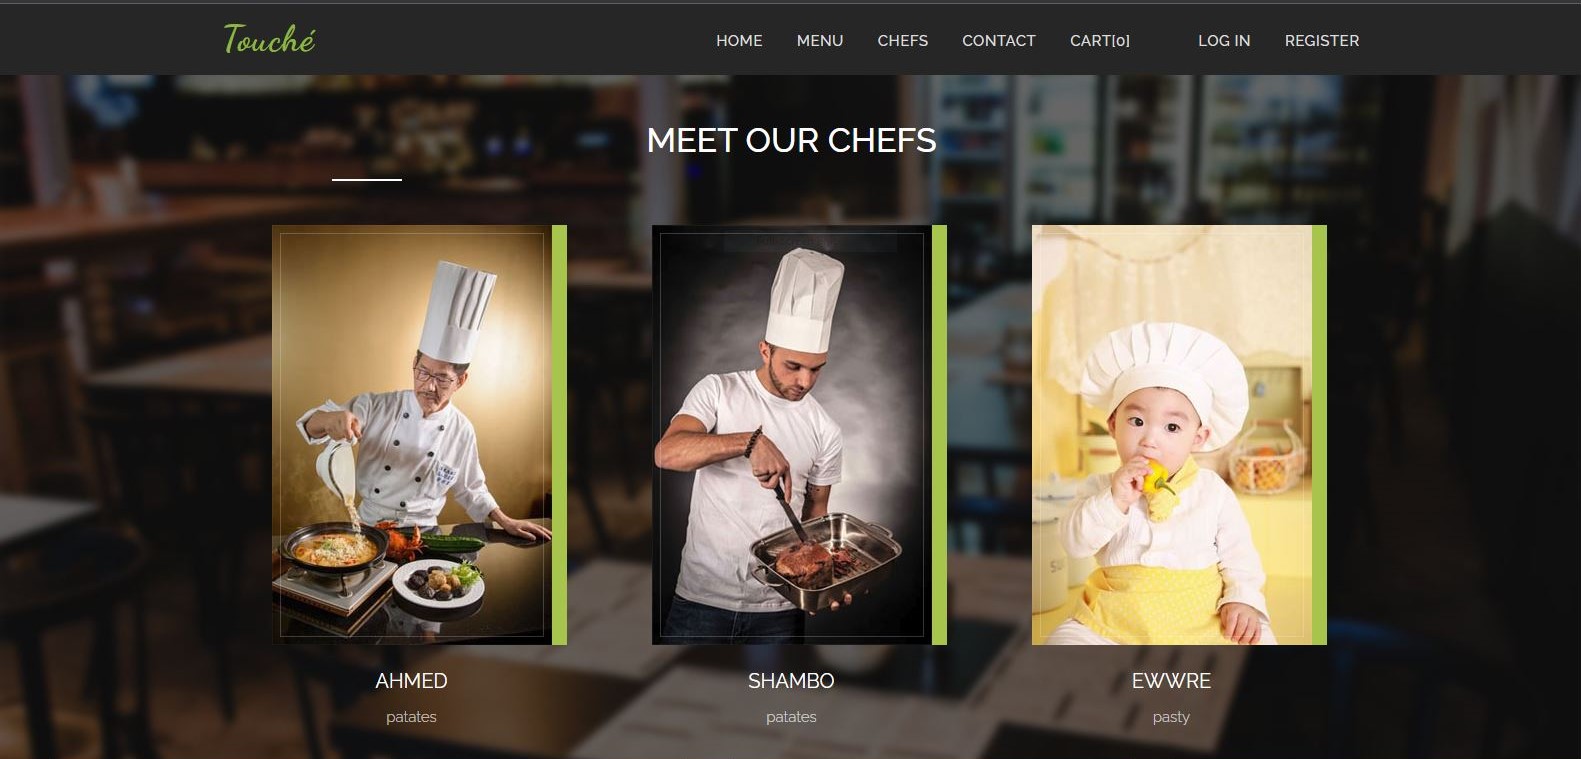 Touché
HOME MENU CHEFS CONTACT CART[0] LOG IN REGISTER
MEET OUR CHEFS
AHMED
patates
SHAMBO
patates
EWWRE
pasty